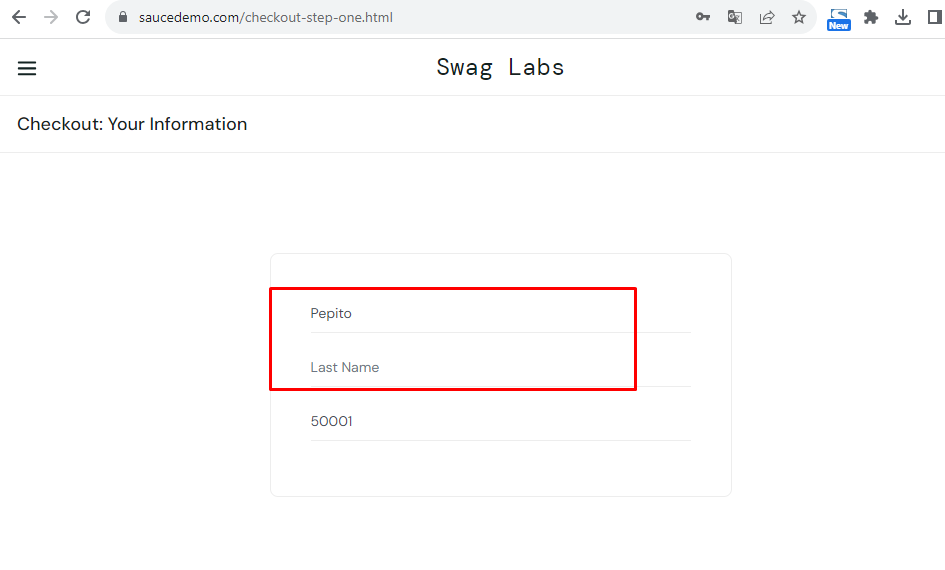 saucedemo.com/checkout-step-one.html
New
Swag Labs
Checkout: Your Information
Pepito
Last Name
50001